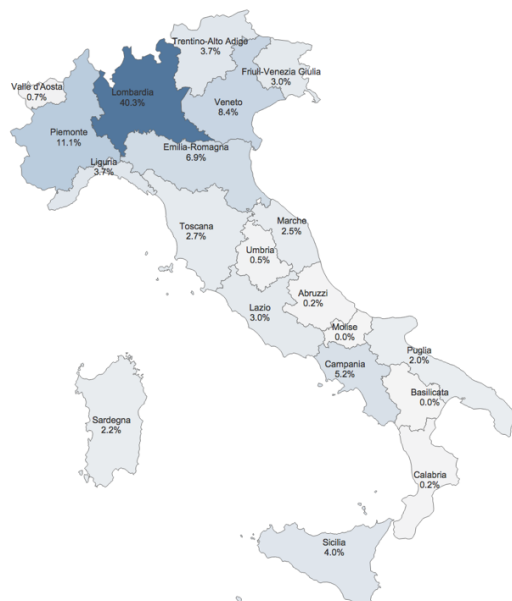 Trentino-Alto Adige
3.7%
Friuli-Venezia Giulia
3.0%
Valle d'Aosta
0.7%
Lombardia
40.3%
Veneto
8.4%
Piemonte
11.1%
Emilia-Romagna
6.9%
Liguria
3.7%
Toscana
2.7%
Marche
2.5%
Umbria
0.5%
Abruzzi
0.2%
Lazio
3.0%
Molise
0.0%
Puglia
2.0%
Campania
5.2%
Basilicata
0.0%
Sardegna
2.2%
Calabria
0.2%
Sicilia
4.0%